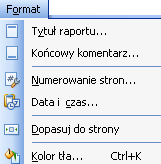 Format
Tytuł raportu...
Końcowy komentarz...
Numerowanie stron...
Data i czas...
Dopasuj do strony
Kolor tła... Ctrl+K